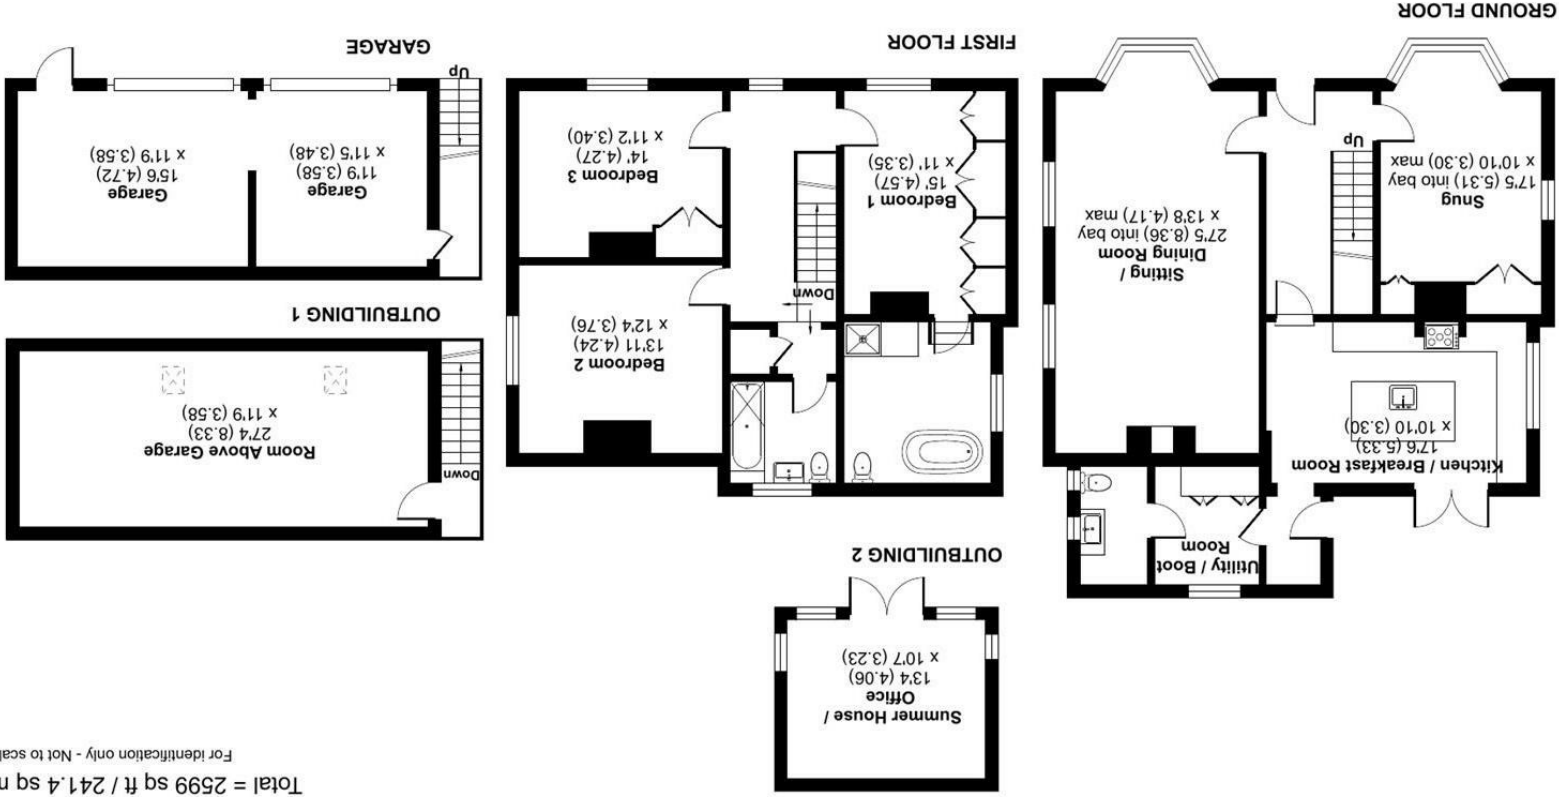 Total = 2599 sq ft / 241.4 sq m
For identification only - Not to scal
Summer House /
Office
13'4 (4.06)
x 10'7 (3.23)
OUTBUILDING 2
Utility / Boot
Room
Kitchen / Breakfast Room
17'6 (5.33)
x 10'10 (3.30)
Sitting /
Dining Room
27'5 (8.36) into bay
x 13'8 (4.17) max
Snug
17'5 (5.31) into bay
x 10'10 (3.30) max
Up
GROUND FLOOR
Bedroom 2
13'11 (4.24)
x 12'4 (3.76)
Down
Bedroom 1
15' (4.57)
x 11' (3.35)
Bedroom 3
14' (4.27)
x 11'2 (3.40)
FIRST FLOOR
Down
Room Above Garage
27'4 (8.33)
x 11'9 (3.58)
OUTBUILDING 1
Garage
11'9 (3.58)
x 11'5 (3.48)
Garage
15'6 (4.72)
x 11'9 (3.58)
Up
GARAGE